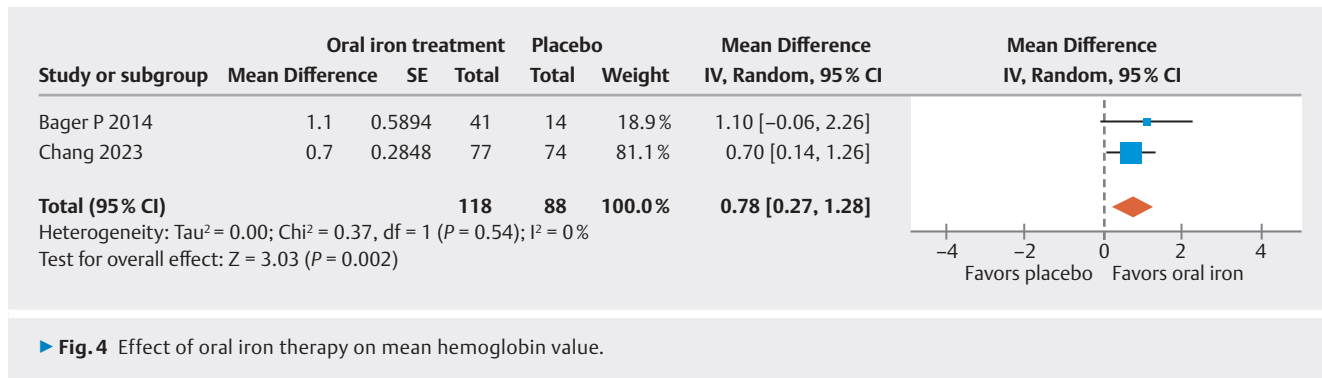 Oral iron treatment Placebo Mean Difference Mean Difference
Study or subgroup Mean Difference SE Total Total Weight IV, Random, 95% CI IV, Random, 95% CI
Bager P 2014 1.1 0.5894 41 14 18.9% 1.10 [–0.06, 2.26]
Chang 2023 0.7 0.2848 77 74 81.1% 0.70 [0.14, 1.26]
Total (95% CI) 118 88 100.0% 0.78 [0.27, 1.28]
Heterogeneity: Tau² = 0.00; Chi² = 0.37, df = 1 (P = 0.54); I² = 0%
Test for overall effect: Z = 3.03 (P = 0.002)
–4 –2 0 2 4
Favors placebo Favors oral iron
▶ Fig. 4 Effect of oral iron therapy on mean hemoglobin value.